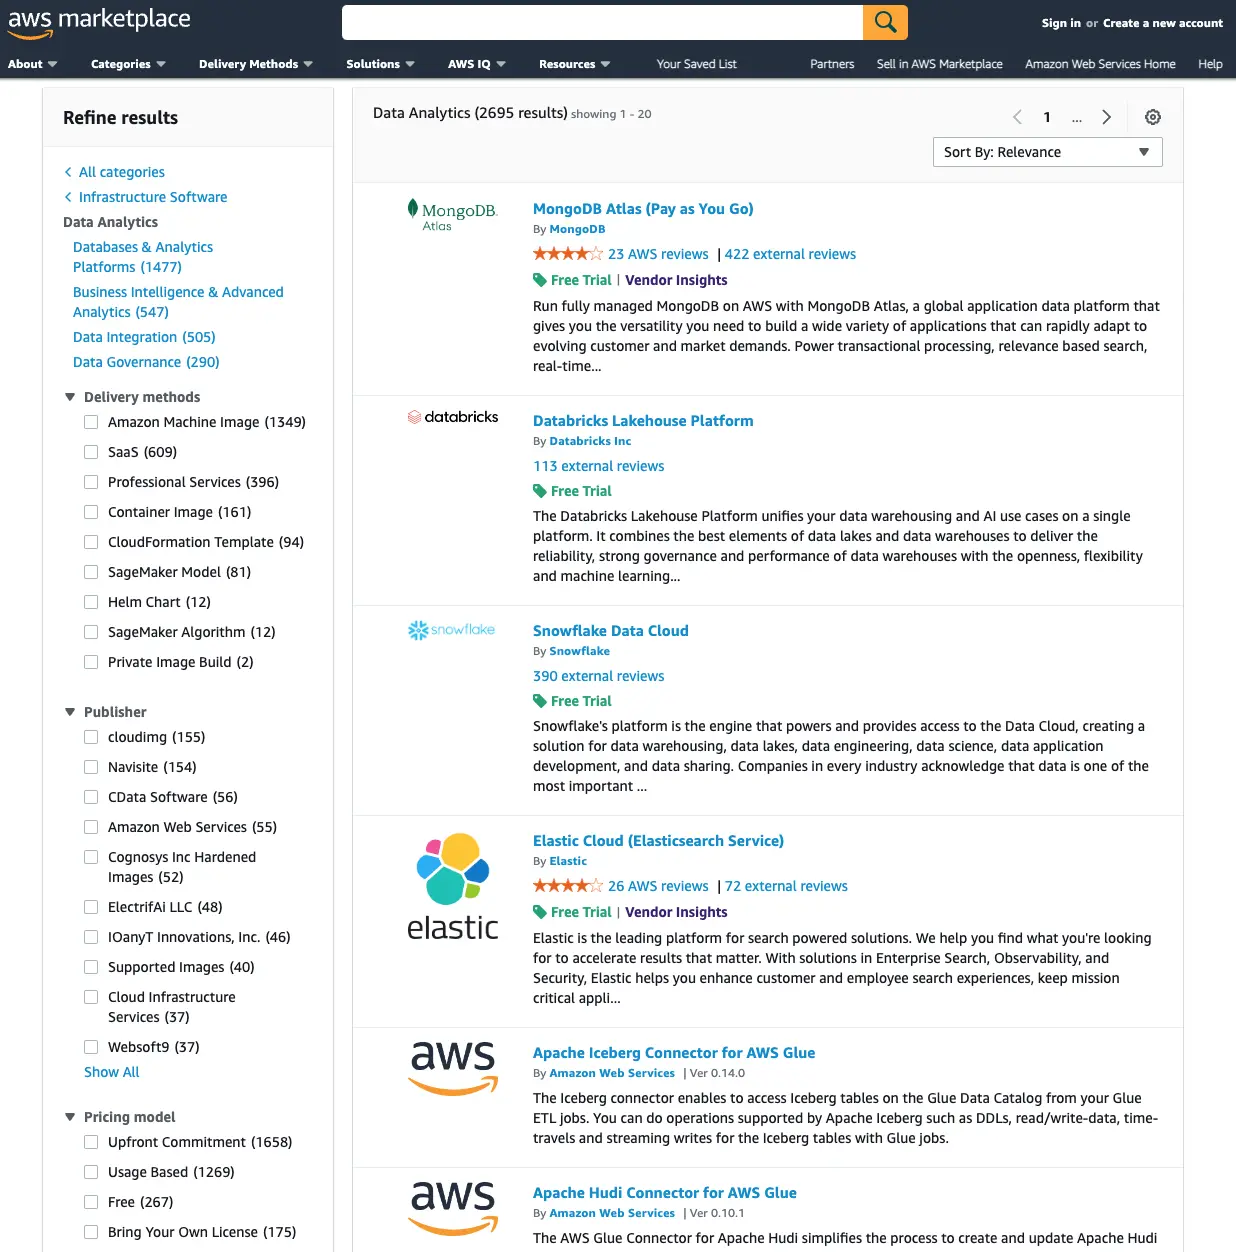 aws marketplace
Sign in or Create a new account
About
Categories
Delivery Methods
Solutions
AWS IQ
Resources
Your Saved List
Partners
Sell in AWS Marketplace
Amazon Web Services Home
Help
Refine results
All categories
Infrastructure Software
Data Analytics
Databases & Analytics
Platforms (1477)
Business Intelligence & Advanced
Analytics (547)
Data Integration (505)
Data Governance (290)
Delivery methods
Amazon Machine Image (1349)
SaaS (609)
Professional Services (396)
Container Image (161)
CloudFormation Template (94)
SageMaker Model (81)
Helm Chart (12)
SageMaker Algorithm (12)
Private Image Build (2)
Publisher
cloudimg (155)
Navisite (154)
CData Software (56)
Amazon Web Services (55)
Cognosys Inc Hardened
Images (52)
ElectrifAi LLC (48)
IOanyT Innovations, Inc. (46)
Supported Images (40)
Cloud Infrastructure
Services (37)
Websoft9 (37)
Show All
Pricing model
Upfront Commitment (1658)
Usage Based (1269)
Free (267)
Bring Your Own License (175)
Data Analytics (2695 results) showing 1 - 20
1 ...
Sort By: Relevance
MongoDB.
Atlas
MongoDB Atlas (Pay as You Go)
By MongoDB
23 AWS reviews | 422 external reviews
Free Trial | Vendor Insights
Run fully managed MongoDB on AWS with MongoDB Atlas, a global application data platform that
gives you the versatility you need to build a wide variety of applications that can rapidly adapt to
evolving customer and market demands. Power transactional processing, relevance based search,
real-time...
databricks
Databricks Lakehouse Platform
By Databricks Inc
113 external reviews
Free Trial
The Databricks Lakehouse Platform unifies your data warehousing and AI use cases on a single
platform. It combines the best elements of data lakes and data warehouses to deliver the
reliability, strong governance and performance of data warehouses with the openness, flexibility
and machine learning...
snowflake
Snowflake Data Cloud
By Snowflake
390 external reviews
Free Trial
Snowflake's platform is the engine that powers and provides access to the Data Cloud, creating a
solution for data warehousing, data lakes, data engineering, data science, data application
development, and data sharing. Companies in every industry acknowledge that data is one of the
most important ...
elastic
Elastic Cloud (Elasticsearch Service)
By Elastic
26 AWS reviews | 72 external reviews
Free Trial | Vendor Insights
Elastic is the leading platform for search powered solutions. We help you find what you're looking
for to accelerate results that matter. With solutions in Enterprise Search, Observability, and
Security, Elastic helps you enhance customer and employee search experiences, keep mission
critical appli...
aws
Apache Iceberg Connector for AWS Glue
By Amazon Web Services | Ver 0.14.0
The Iceberg connector enables to access Iceberg tables on the Glue Data Catalog from your Glue
ETL jobs. You can do operations supported by Apache Iceberg such as DDLs, read/write-data, time-
travels and streaming writes for the Iceberg tables with Glue jobs.
aws
Apache Hudi Connector for AWS Glue
By Amazon Web Services | Ver 0.10.1
The AWS Glue Connector for Apache Hudi simplifies the process to create and update Apache Hudi